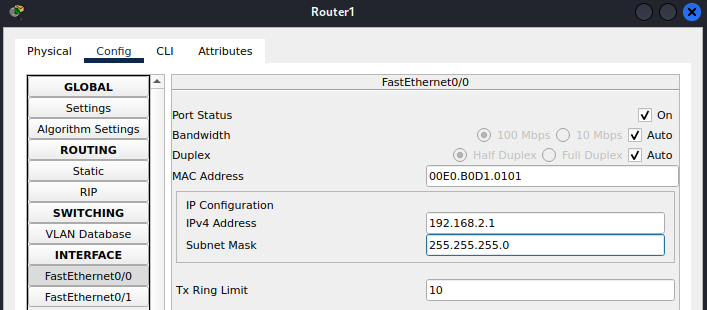 Router1
Physical Config CLI Attributes
GLOBAL
Settings
Algorithm Settings
ROUTING
Static
RIP
SWITCHING
VLAN Database
INTERFACE
FastEthernet0/0
FastEthernet0/1
FastEthernet0/0
Port Status On
Bandwidth 100 Mbps 10 Mbps Auto
Duplex Half Duplex Full Duplex Auto
MAC Address 00E0.B0D1.0101
IP Configuration
IPv4 Address 192.168.2.1
Subnet Mask 255.255.255.0
Tx Ring Limit 10